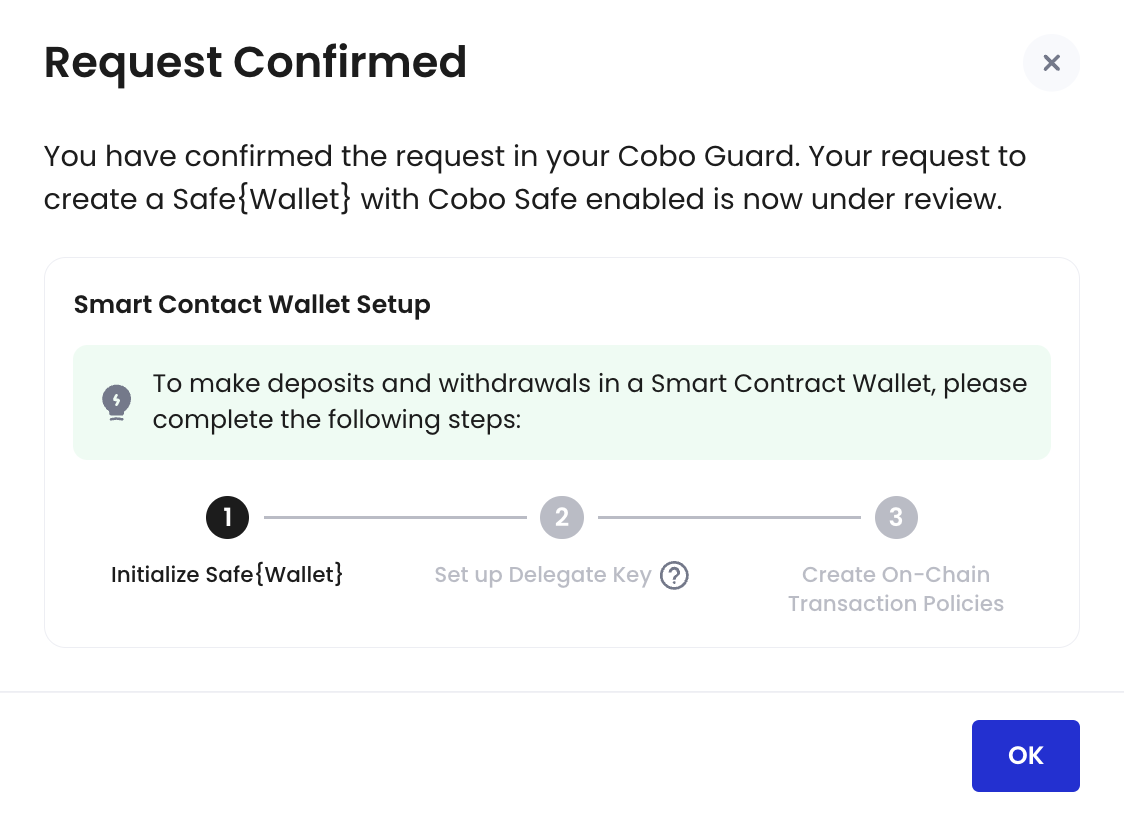 Request Confirmed
You have confirmed the request in your Cobo Guard. Your request to
create a Safe{Wallet} with Cobo Safe enabled is now under review.
Smart Contact Wallet Setup
To make deposits and withdrawals in a Smart Contract Wallet, please
complete the following steps:
1
2
3
Initialize Safe{Wallet}
Set up Delegate Key ?
Create On-Chain
Transaction Policies
OK